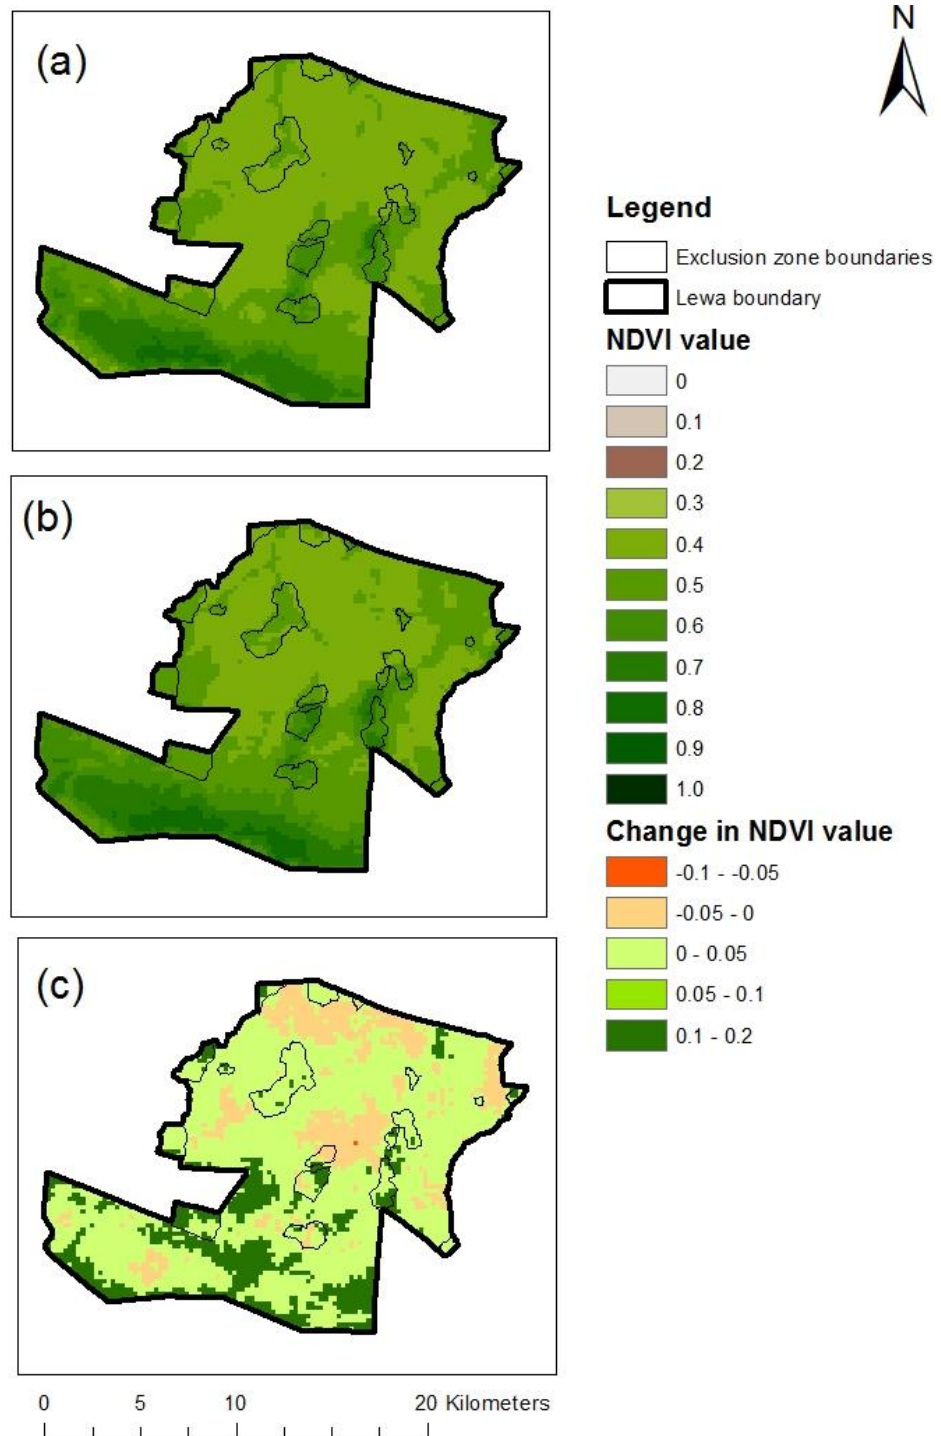 (a)
N
Legend
Exclusion zone boundaries
Lewa boundary
NDVI value
0
0.1
0.2
0.3
0.4
0.5
0.6
0.7
0.8
0.9
1.0
(b)
Change in NDVI value
-0.1 - -0.05
-0.05 - 0
0 - 0.05
0.05 - 0.1
0.1 - 0.2
(c)
0 5 10 20 Kilometers